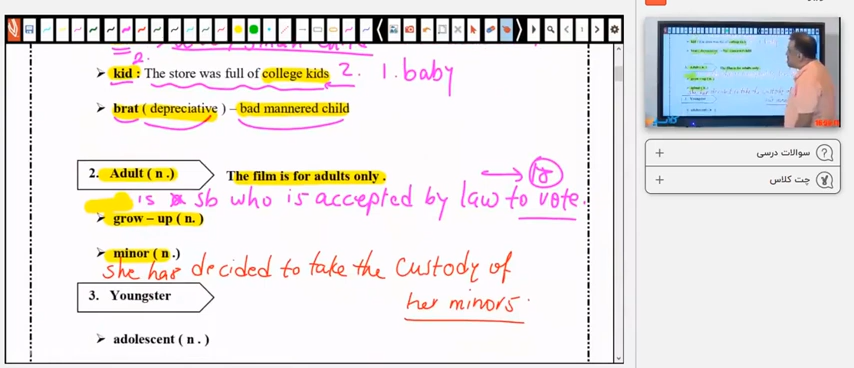 2.
kid : The store was full of college kids 2. 1. baby
brat ( depreciative ) – bad mannered child
2. Adult ( n .) The film is for adults only .
is sb who is accepted by law to vote.
grow – up ( n. )
minor ( n .)
she has decided to take the custody of
her minors.
3. Youngster
adolescent ( n . )
سوالات درسی
چت کلاس